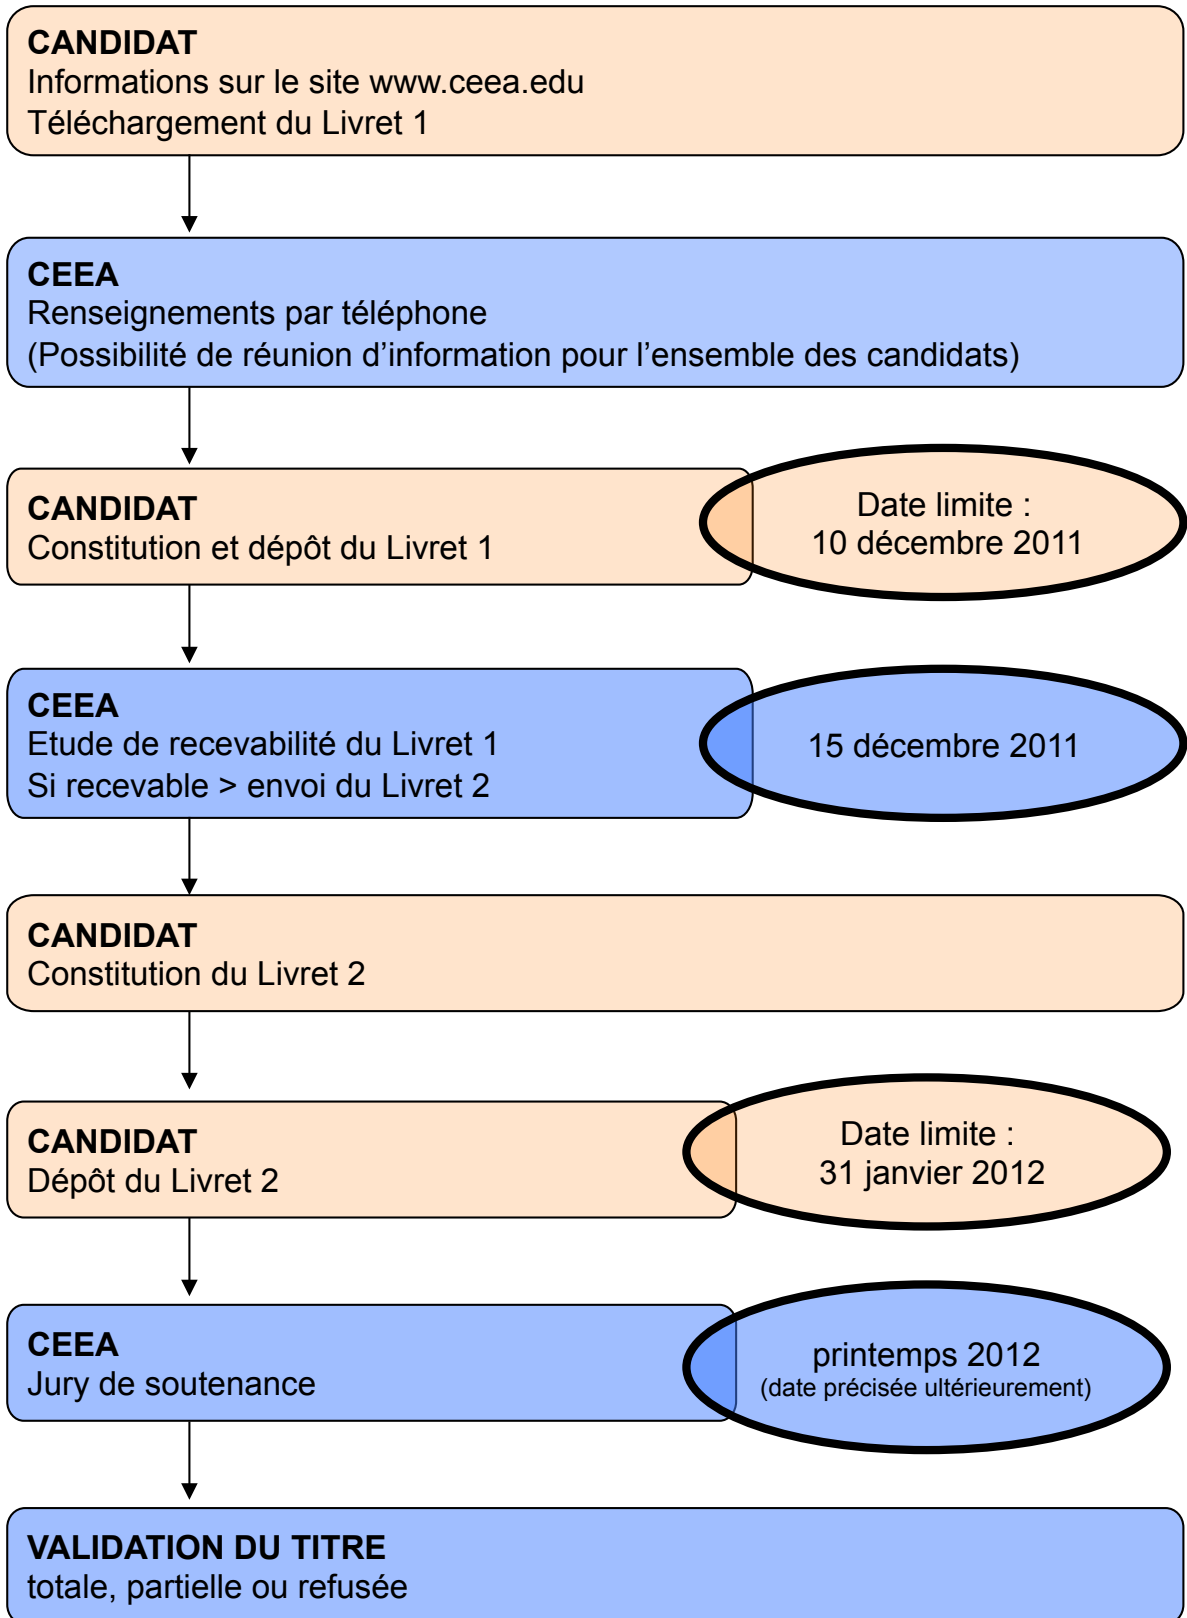 CANDIDAT
Informations sur le site www.ceea.edu
Téléchargement du Livret 1
CEEA
Renseignements par téléphone
(Possibilité de réunion d’information pour l’ensemble des candidats)
CANDIDAT
Constitution et dépôt du Livret 1
Date limite :
10 décembre 2011
CEEA
Etude de recevabilité du Livret 1
Si recevable > envoi du Livret 2
15 décembre 2011
CANDIDAT
Constitution du Livret 2
CANDIDAT
Dépôt du Livret 2
Date limite :
31 janvier 2012
CEEA
Jury de soutenance
printemps 2012
(date précisée ultérieurement)
VALIDATION DU TITRE
totale, partielle ou refusée